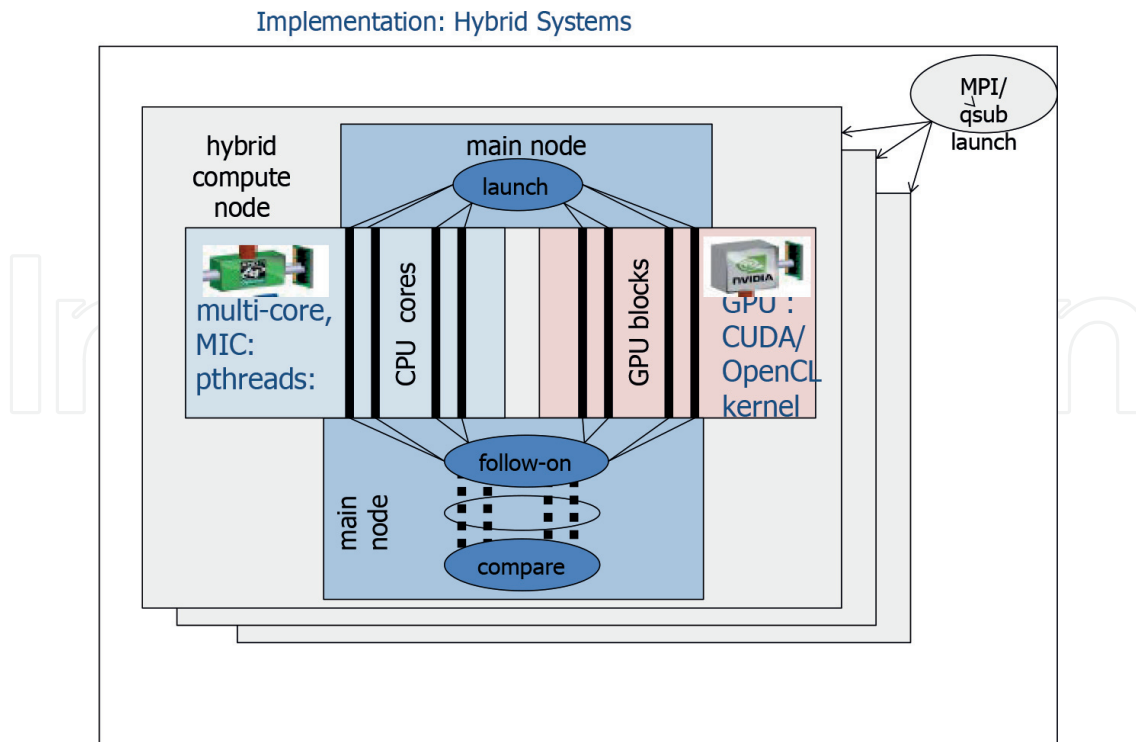 Implementation: Hybrid Systems
MPI/
qsub
launch
hybrid
compute
node
main node
launch
multi-core,
MIC:
pthreads:
CPU cores
GPU blocks
NVIDIA
GPU :
CUDA/
OpenCL
kernel
follow-on
main
node
compare